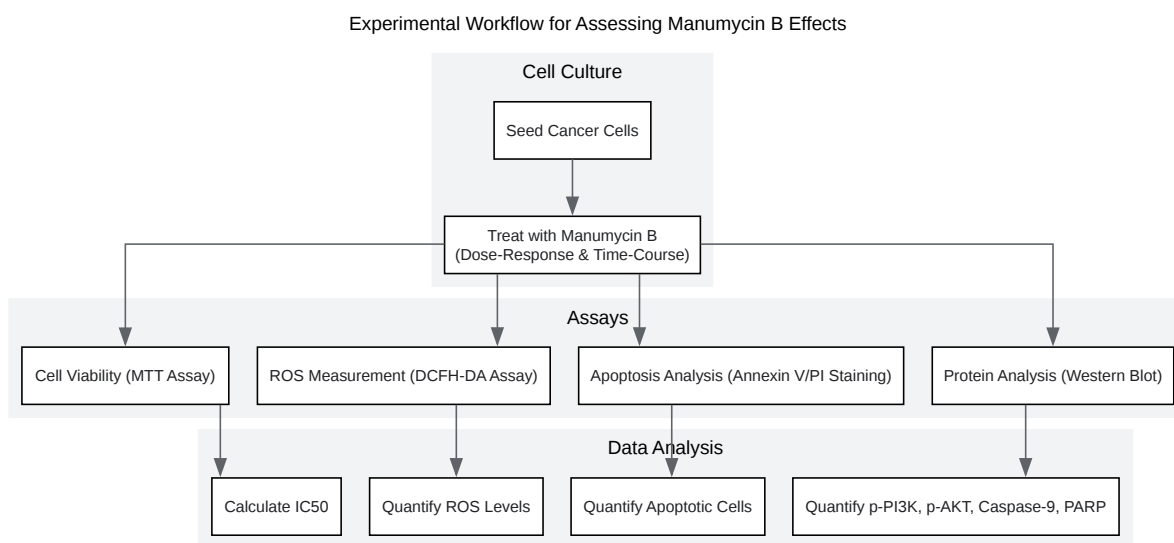 Experimental Workflow for Assessing Manumycin B Effects
Cell Culture
Seed Cancer Cells
Treat with Manumycin B
(Dose-Response & Time-Course)
Assays
Cell Viability (MTT Assay)
ROS Measurement (DCFH-DA Assay)
Apoptosis Analysis (Annexin V/PI Staining)
Protein Analysis (Western Blot)
Data Analysis
Calculate IC50
Quantify ROS Levels
Quantify Apoptotic Cells
Quantify p-PI3K, p-AKT, Caspase-9, PARP